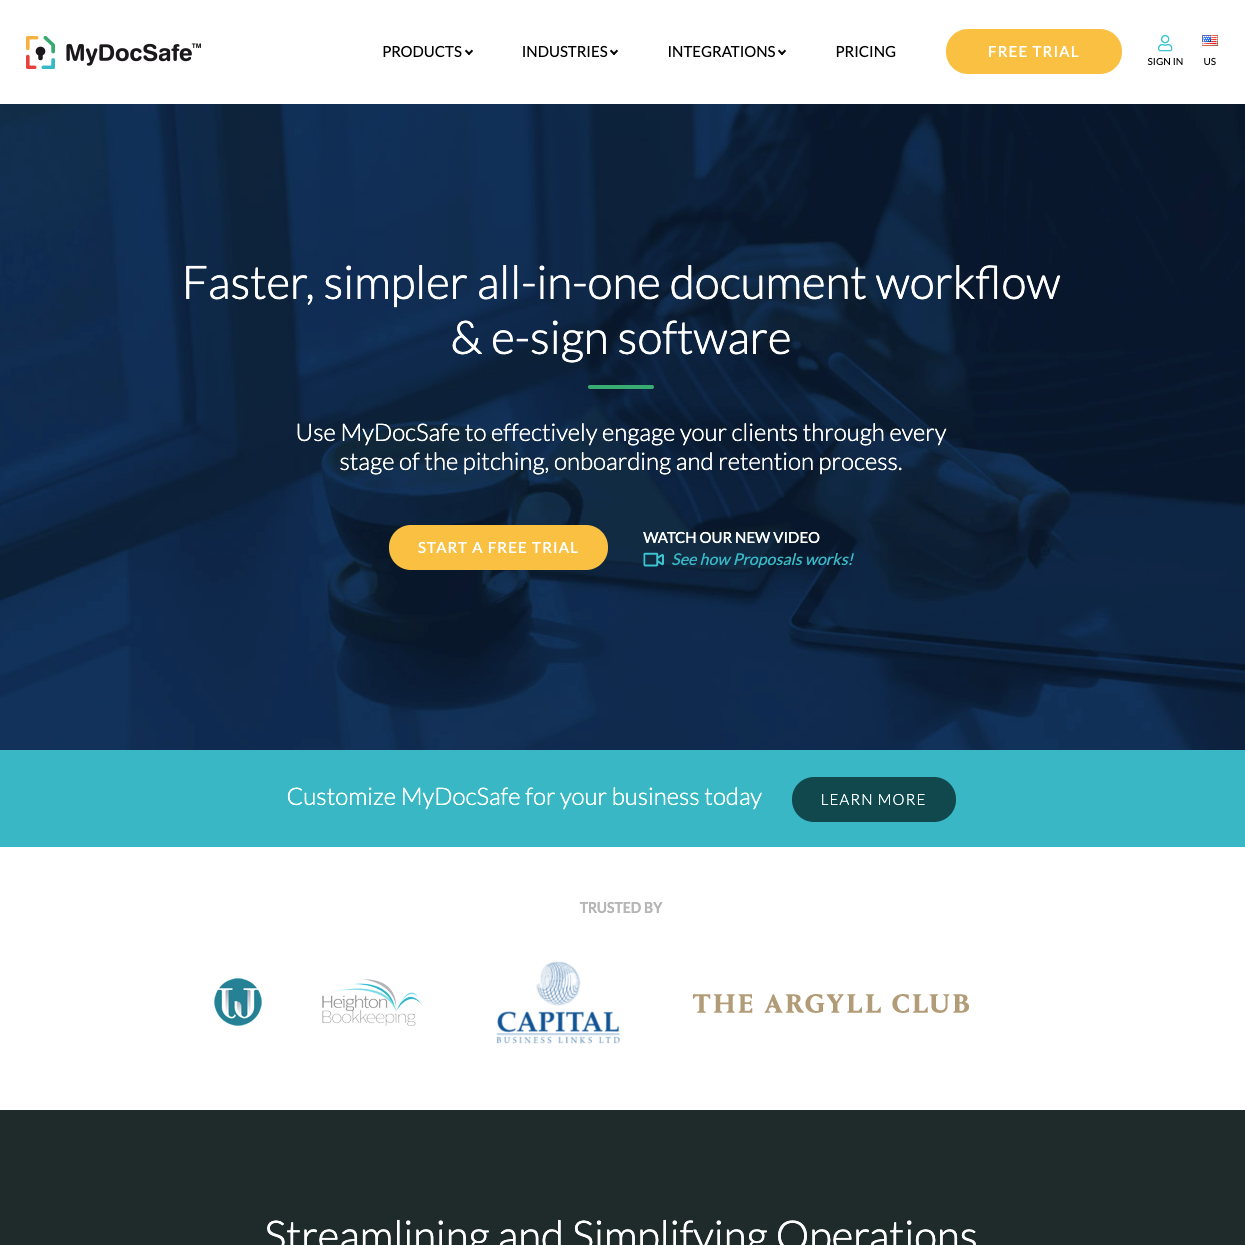 MyDocSafe™
PRODUCTS
INDUSTRIES
INTEGRATIONS
PRICING
FREE TRIAL
SIGN IN
US
Faster, simpler all-in-one document workflow
& e-sign software
Use MyDocSafe to effectively engage your clients through every
stage of the pitching, onboarding and retention process.
START A FREE TRIAL
WATCH OUR NEW VIDEO
See how Proposals works!
Customize MyDocSafe for your business today
LEARN MORE
TRUSTED BY
Heighton
Bookkeeping
CAPITAL
BUSINESS LINKS LTD
THE ARGYLL CLUB
Streamlining and Simplifying Operations